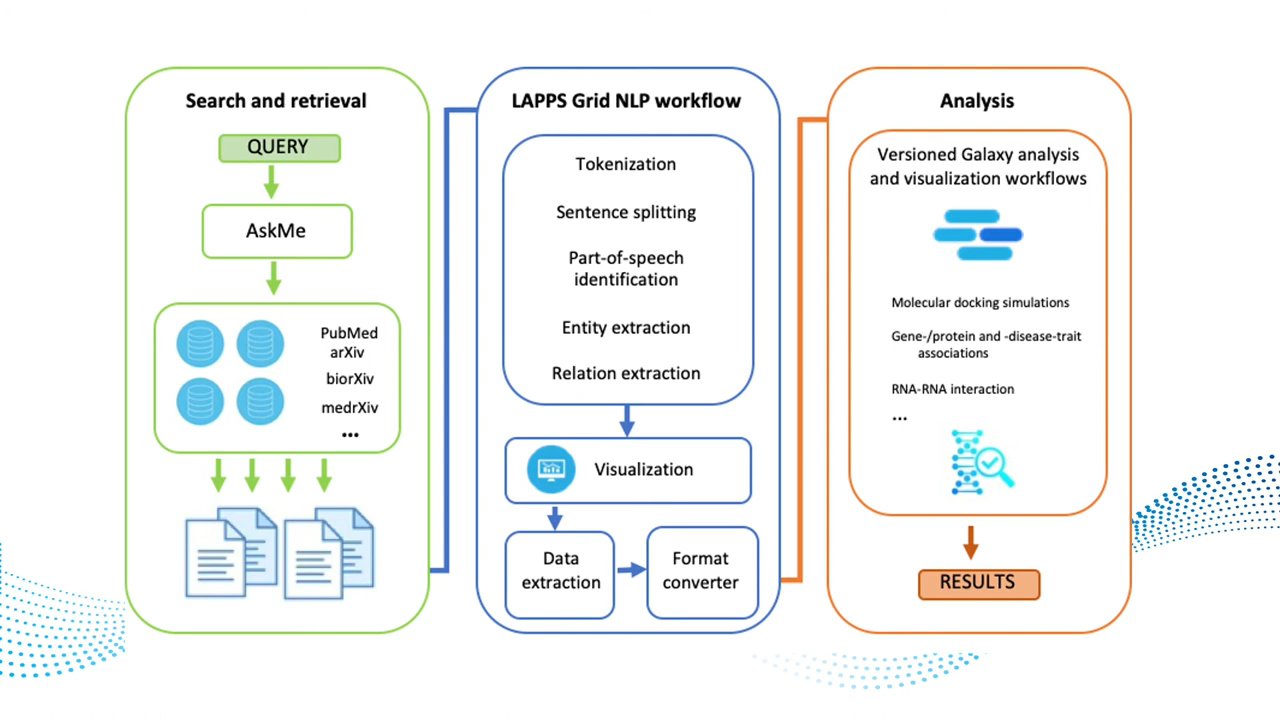 Search and retrieval
QUERY
AskMe
PubMed
arXiv
biorXiv
medrXiv
...
LAPPS Grid NLP workflow
Tokenization
Sentence splitting
Part-of-speech
identification
Entity extraction
Relation extraction
Visualization
Data
extraction
Format
converter
Analysis
Versioned Galaxy analysis
and visualization workflows
Molecular docking simulations
Gene-/protein and -disease-trait
associations
RNA-RNA interaction
...
RESULTS